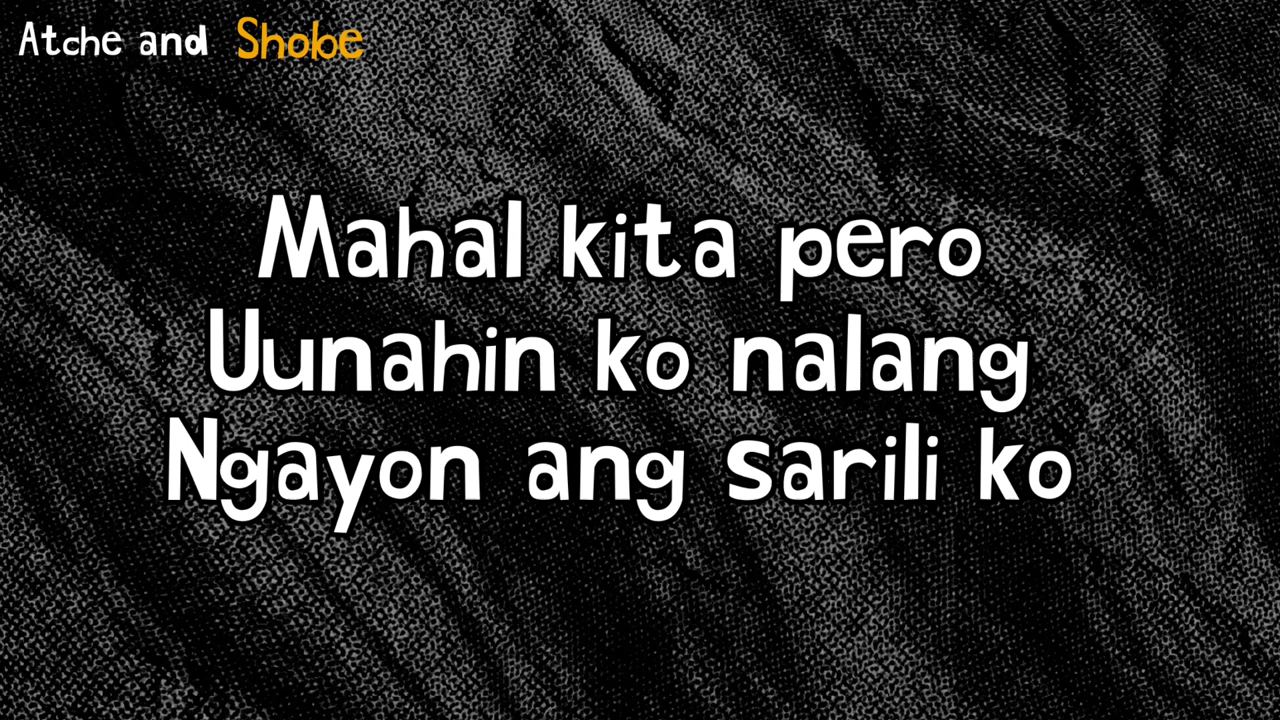 Atche and Shobe
Mahal kita pero
Uunahin ko nalang
Ngayon ang sarili ko